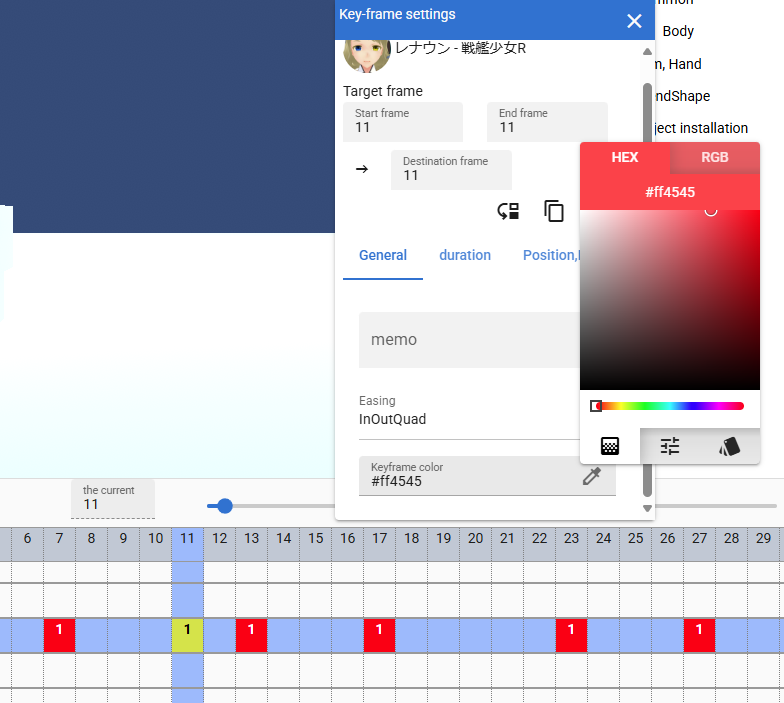 Key-frame settings
レナウン - 戦艦少女R
Target frame
Start frame
11
End frame
11
Destination frame
11
General
duration
Position,
memo
Easing
InOutQuad
Keyframe color
#ff4545
Body
, Hand
ndShape
ject installation
HEX
RGB
#ff4545
the current
11
6 7 8 9 10 11 12 13 14 15 16 17 18 19 20 21 22 23 24 25 26 27 28 29
1 1 1 1 1 1